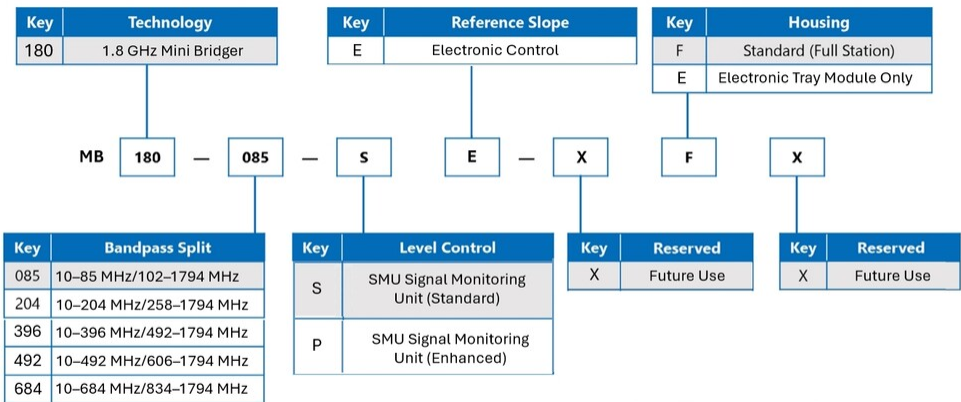 Key Technology
180 1.8 GHz Mini Bridger
Key Reference Slope
E Electronic Control
Key Housing
F Standard (Full Station)
E Electronic Tray Module Only
MB 180 — 085 — S E — X F X
Key Bandpass Split
085 10–85 MHz/102–1794 MHz
204 10–204 MHz/258–1794 MHz
396 10–396 MHz/492–1794 MHz
492 10–492 MHz/606–1794 MHz
684 10–684 MHz/834–1794 MHz
Key Level Control
S SMU Signal Monitoring
Unit (Standard)
P SMU Signal Monitoring
Unit (Enhanced)
Key Reserved
X Future Use
Key Reserved
X Future Use